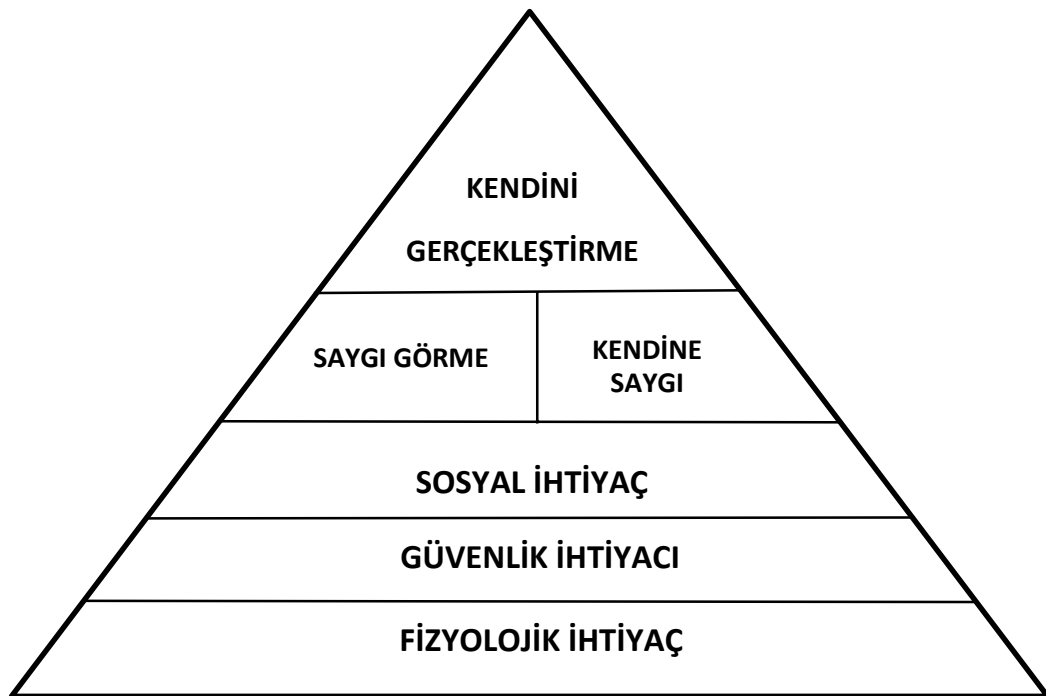 KENDİNİ
GERÇEKLEŞTİRME
SAYGI GÖRME
KENDİNE
SAYGI
SOSYAL İHTİYAÇ
GÜVENLİK İHTİYACI
FİZYOLOJİK İHTİYAÇ